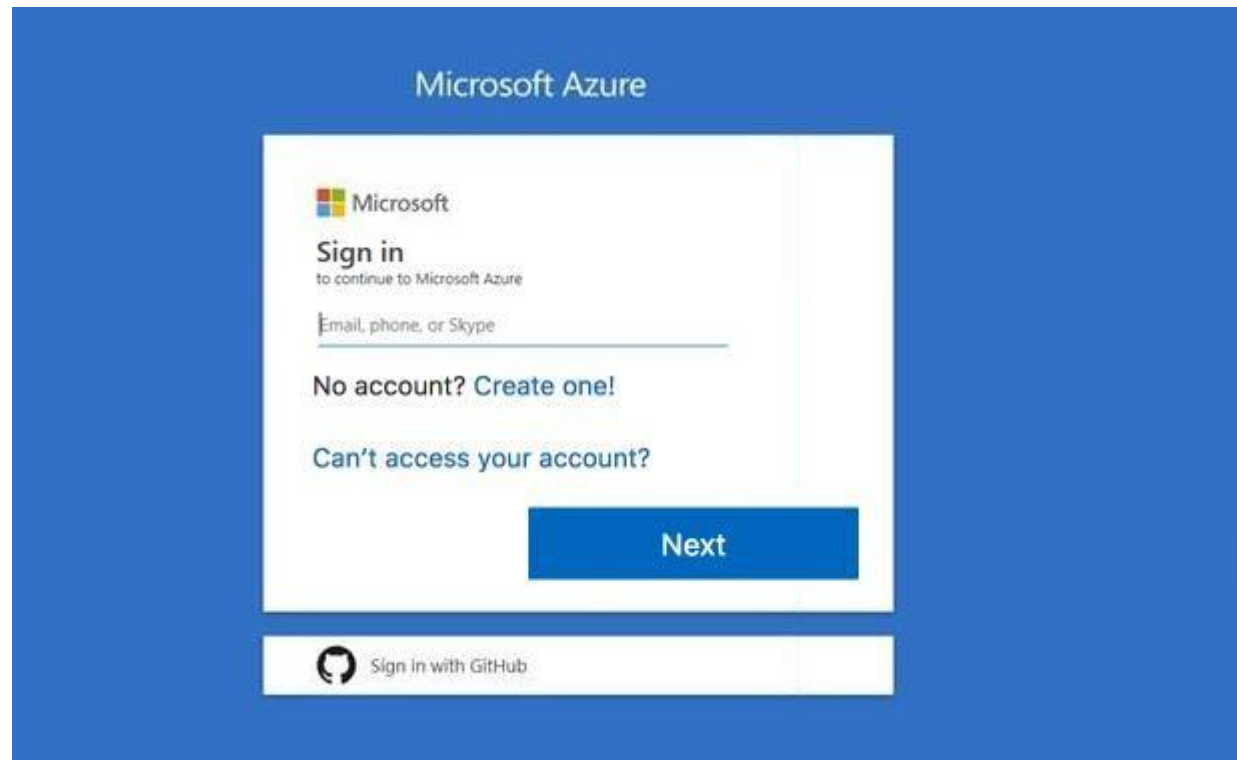 Microsoft Azure
Microsoft
Sign in
to continue to Microsoft Azure
Email, phone, or Skype
No account? Create one!
Can't access your account?
Next
Sign in with GitHub